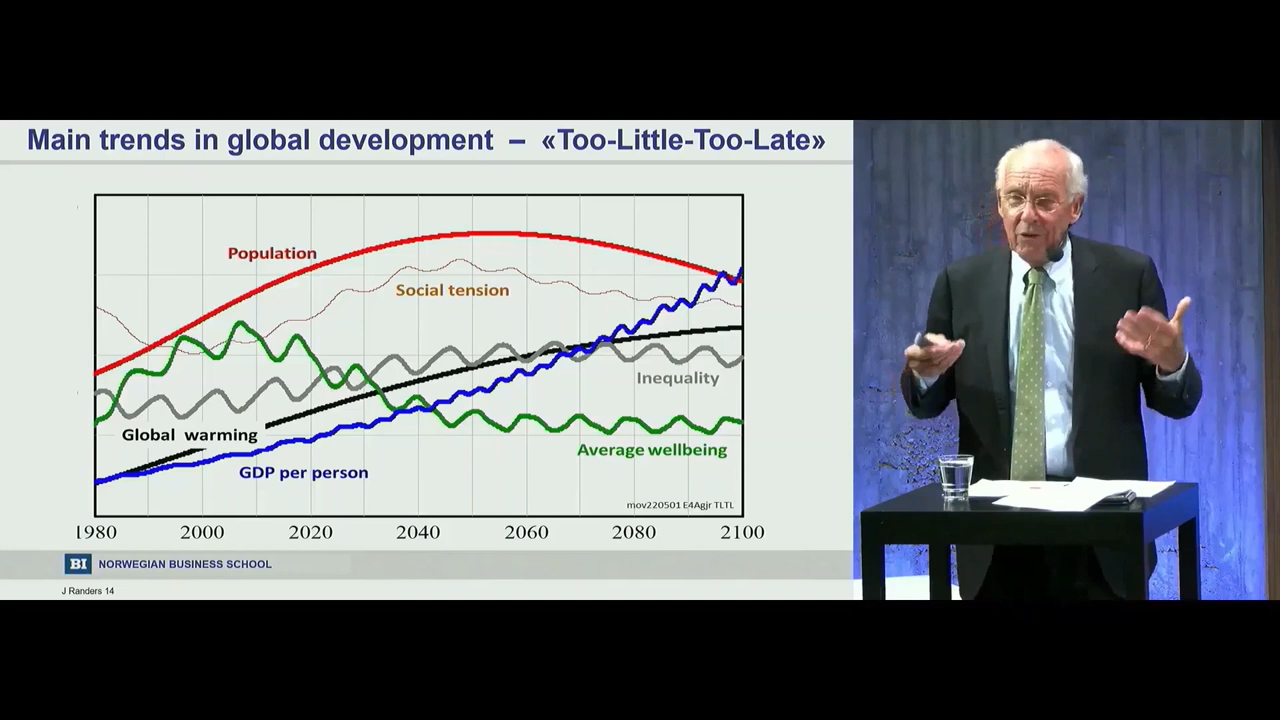 Main trends in global development – «Too-Little-Too-Late»
Population
Social tension
Inequality
Global warming
Average wellbeing
GDP per person
mov220501 E4Agjr TLTL
1980 2000 2020 2040 2060 2080 2100
BI NORWEGIAN BUSINESS SCHOOL
J Randers 14